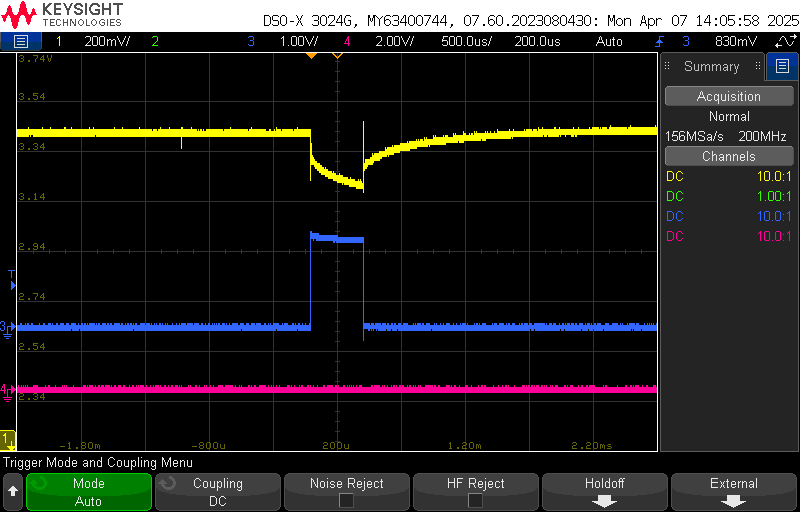 KEYSIGHT
TECHNOLOGIES
DSO-X 3024G, MY63400744, 07.60.2023080430: Mon Apr 07 14:05:58 2025
1 200mV/ 2 3 1.00V/ 4 2.00V/ 500.0us/ 200.0us Auto 3 830mV
3.74V
3.54
3.34
3.14
2.94
2.74
2.54
2.34
T
3
4
1
-1.80m -800u 200u 1.20m 2.20ms
Summary
Acquisition
Normal
156MSa/s 200MHz
Channels
DC 10.0:1
DC 1.00:1
DC 10.0:1
DC 10.0:1
Trigger Mode and Coupling Menu
Mode
Auto
Coupling
DC
Noise Reject
HF Reject
Holdoff
External